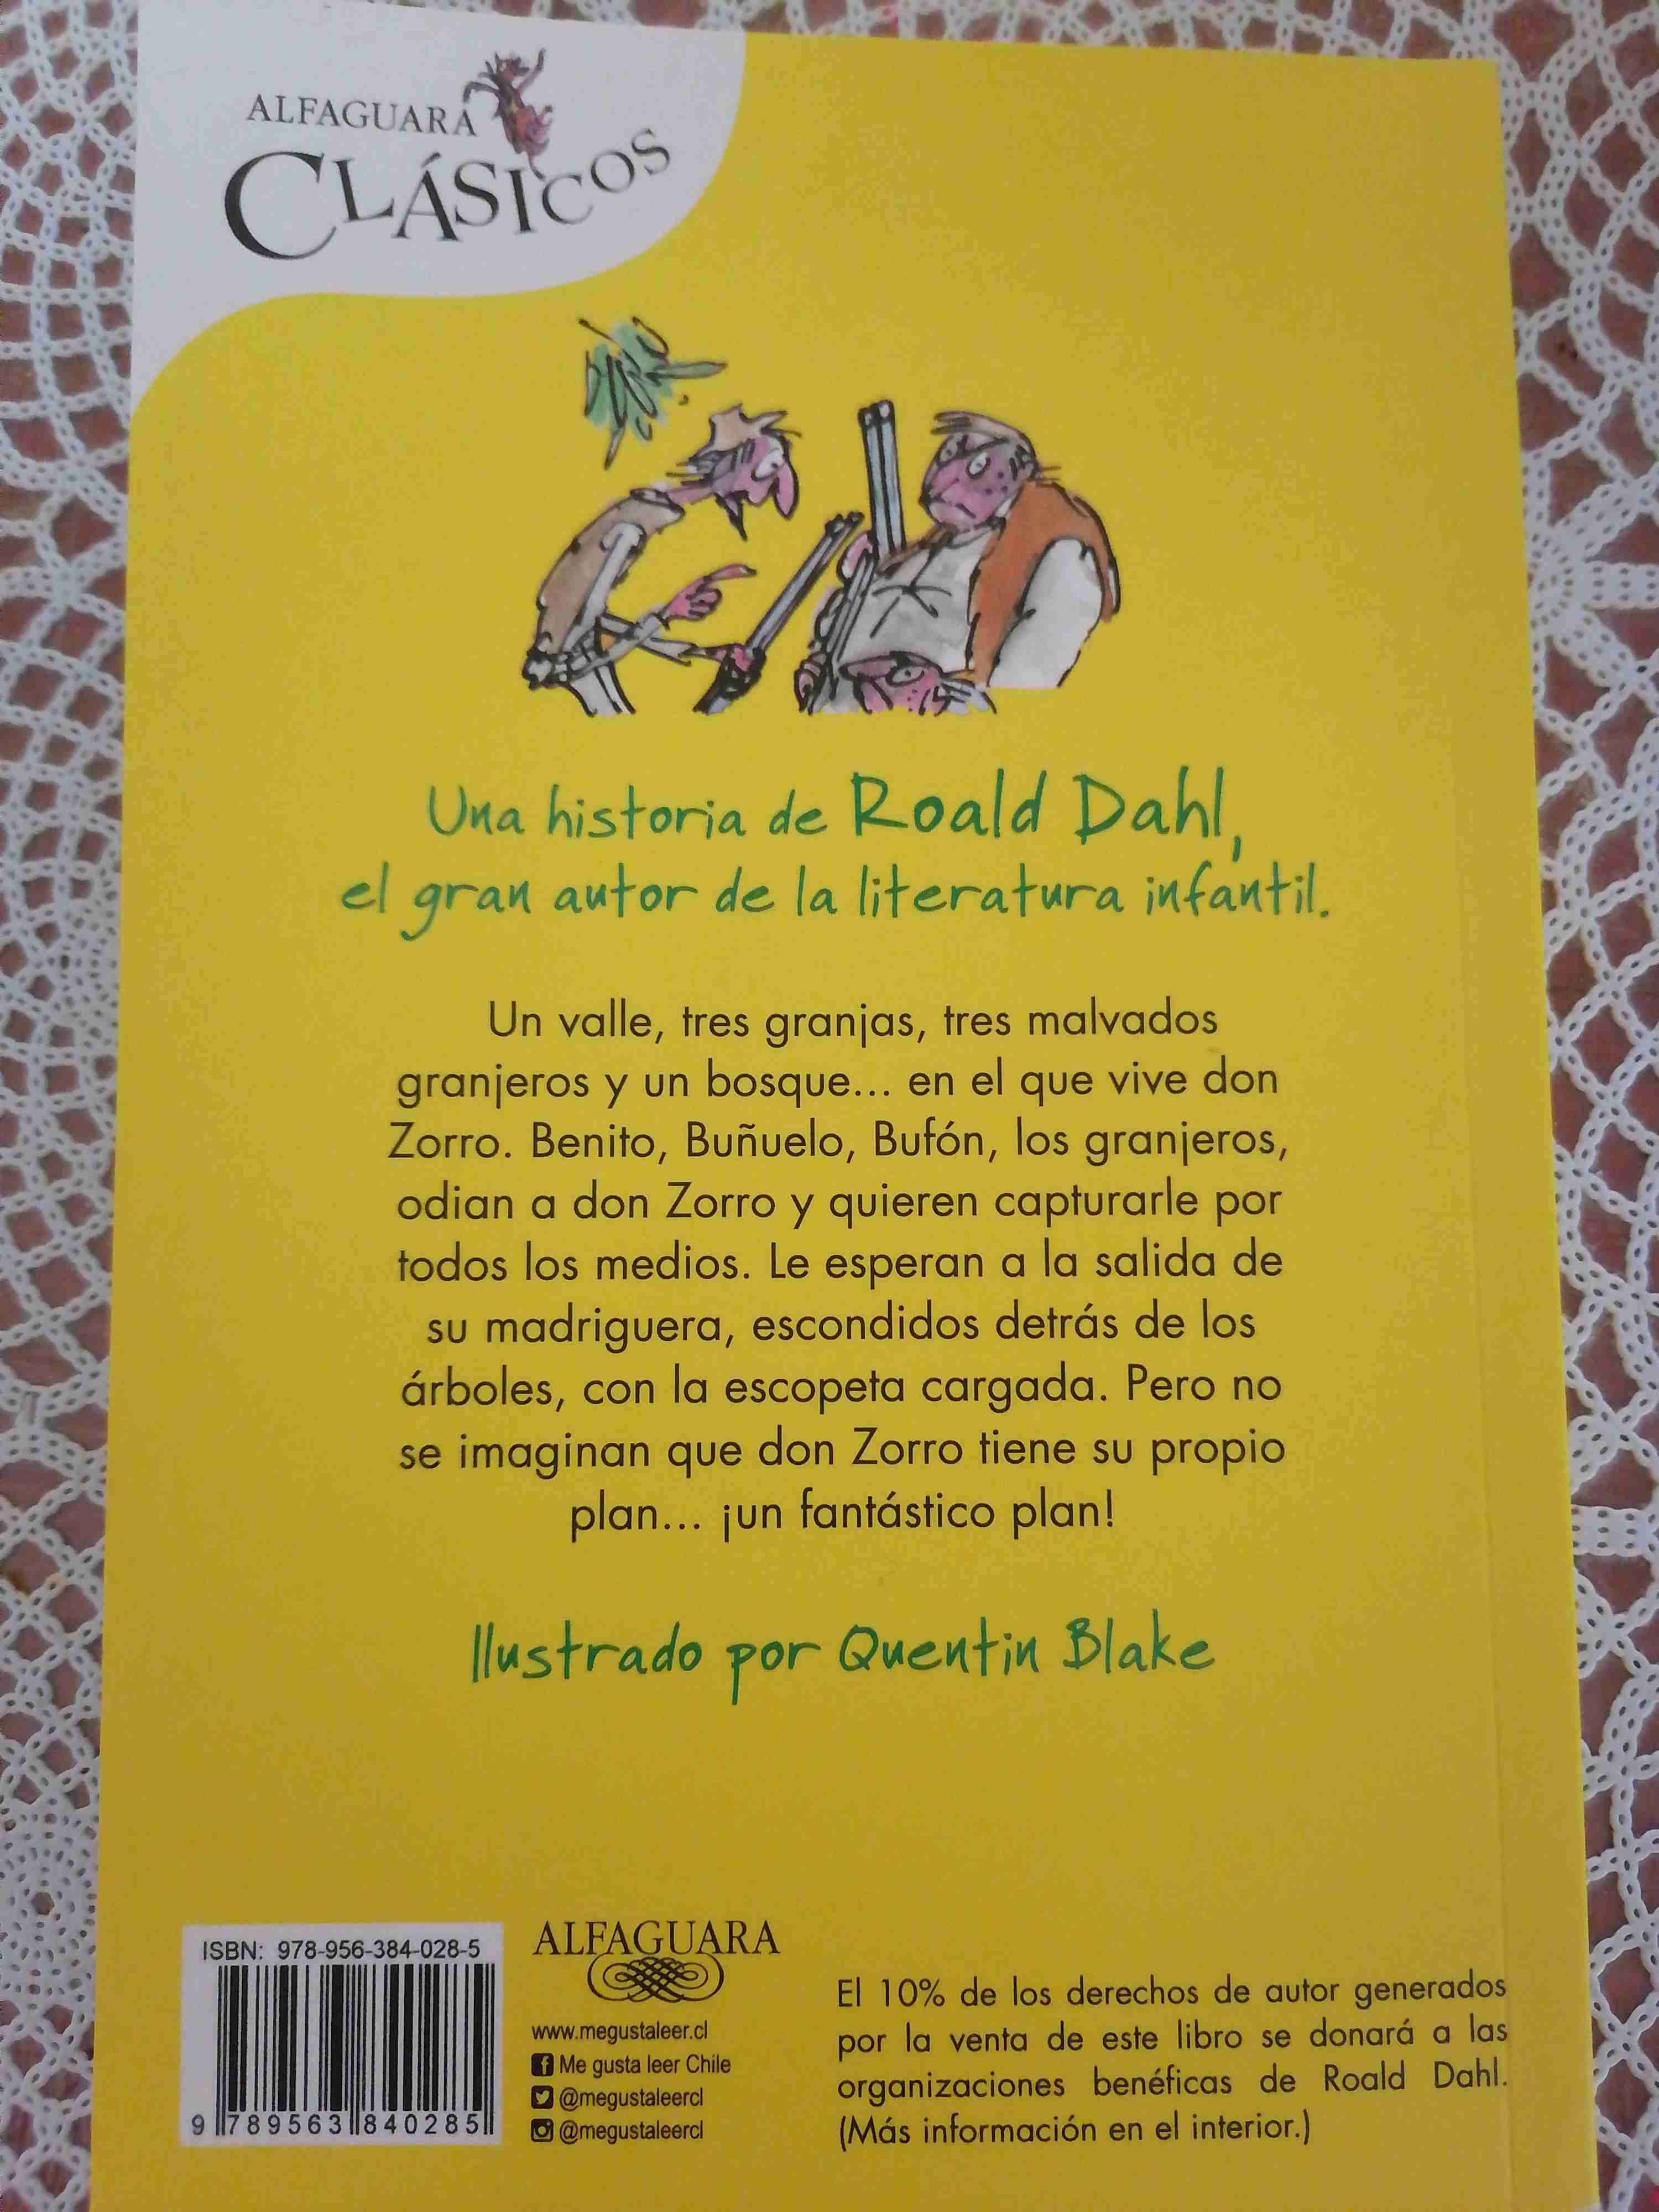 ALFAGUARA
CLÁSICOS
Una historia de Roald Dahl,
el gran autor de la literatura infantil.
Un valle, tres granjas, tres malvados
granjeros y un bosque... en el que vive don
Zorro. Benito, Buñuelo, Bufón, los granjeros,
odian a don Zorro y quieren capturarle por
todos los medios. Le esperan a la salida de
su madriguera, escondidos detrás de los
árboles, con la escopeta cargada. Pero no
se imaginan que don Zorro tiene su propio
plan... ¡un fantástico plan!
Ilustrado por Quentin Blake
ISBN: 978-956-384-028-5
9 789563 840285
ALFAGUARA
www.megustaleer.cl
Me gusta leer Chile
@megustaleercl
@megustaleercl
El 10% de los derechos de autor generados
por la venta de este libro se donará a las
organizaciones benéficas de Roald Dahl.
(Más información en el interior.)